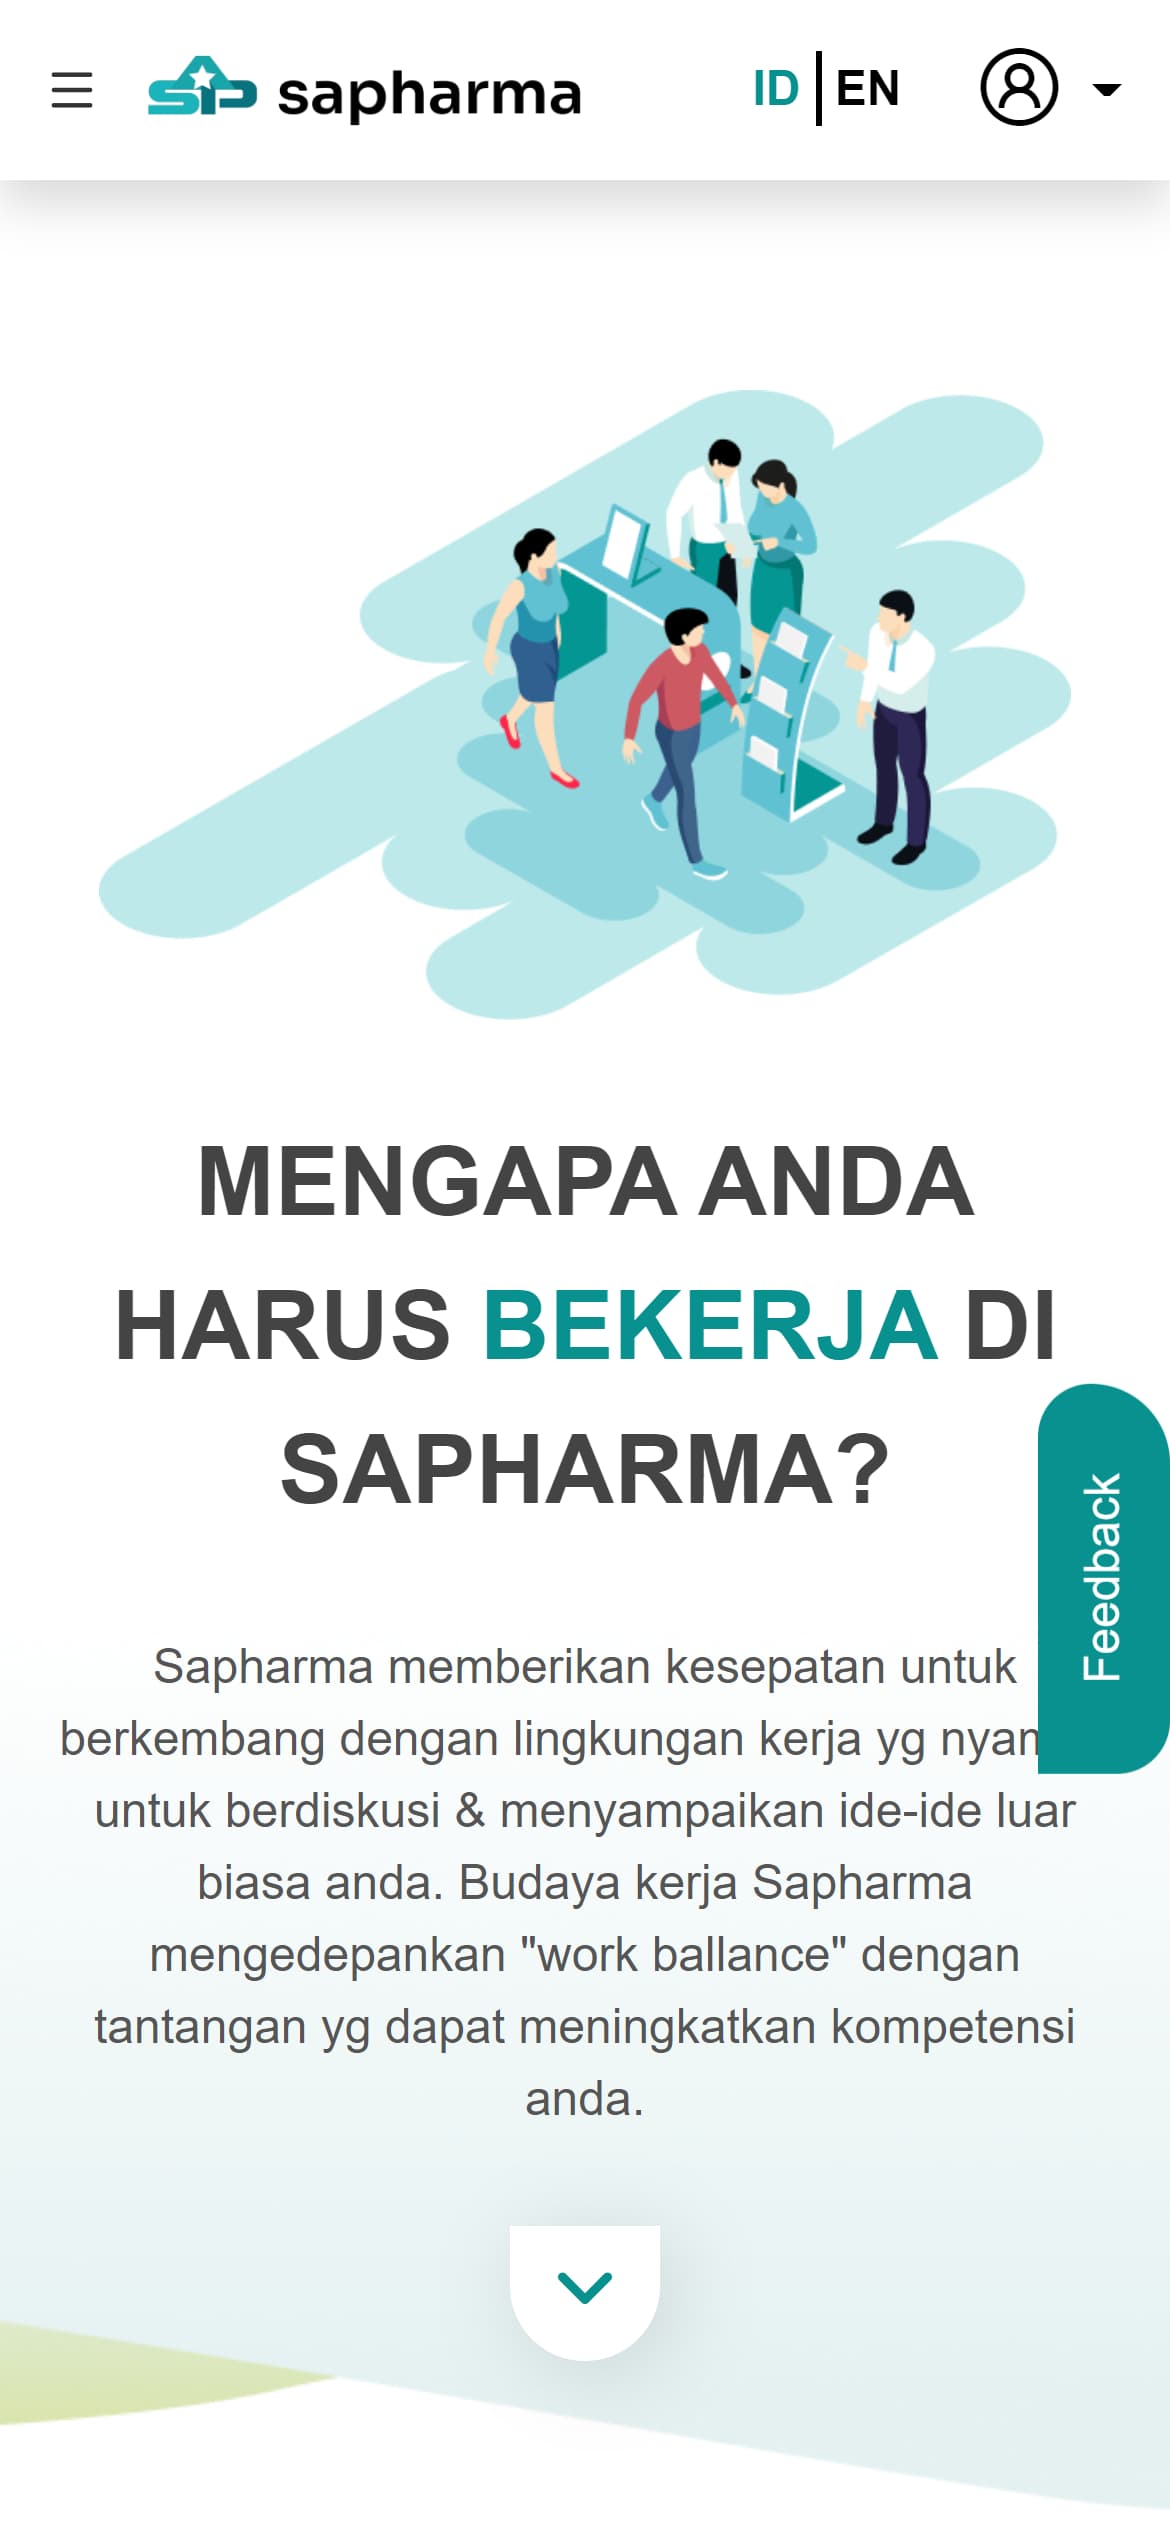 sapharma
ID | EN
MENGAPA ANDA
HARUS BEKERJA DI
SAPHARMA?
Feedback
Sapharma memberikan kesepatan untuk
berkembang dengan lingkungan kerja yg
untuk berdiskusi & menyampaikan ide-ide luar
biasa anda. Budaya kerja Sapharma
mengedepankan "work ballance" dengan
tantangan yg dapat meningkatkan kompetensi
anda.